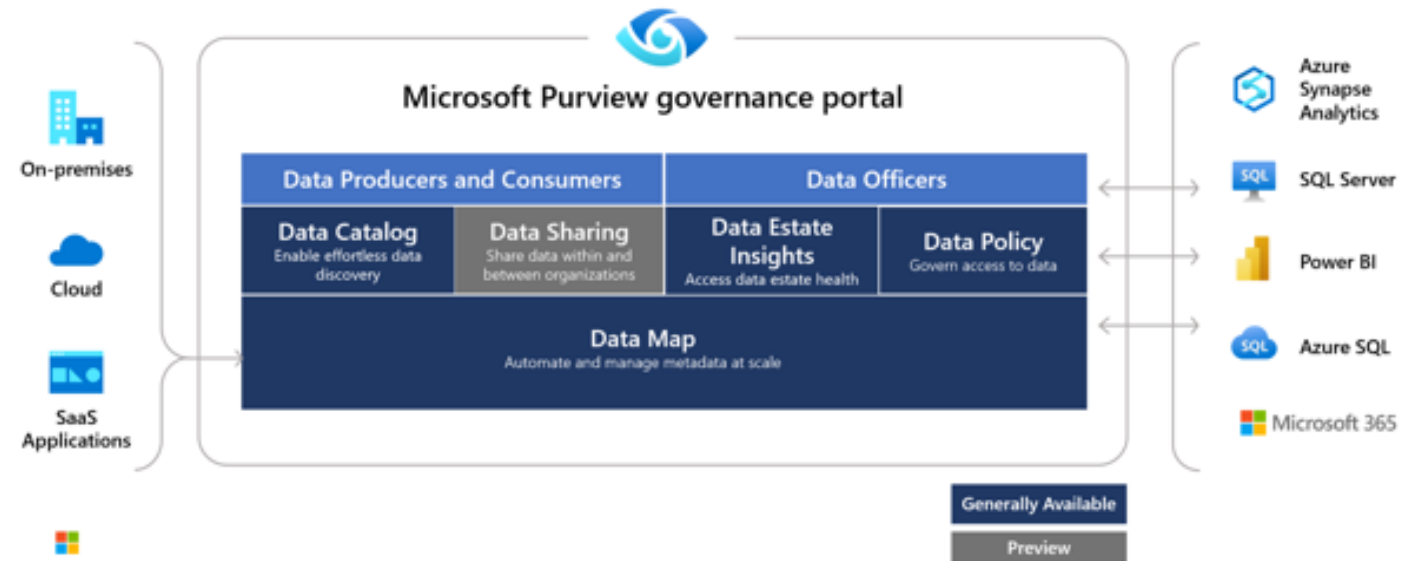 Microsoft Purview governance portal
On-premises
Cloud
SaaS
Applications
Data Producers and Consumers
Data Officers
Data Catalog
Enable effortless data
discovery
Data Sharing
Share data within and
between organizations
Data Estate
Insights
Access data estate health
Data Policy
Govern access to data
Data Map
Automate and manage metadata at scale
Azure
Synapse
Analytics
SQL
SQL Server
Power BI
SQL
Azure SQL
Microsoft 365
Generally Available
Preview